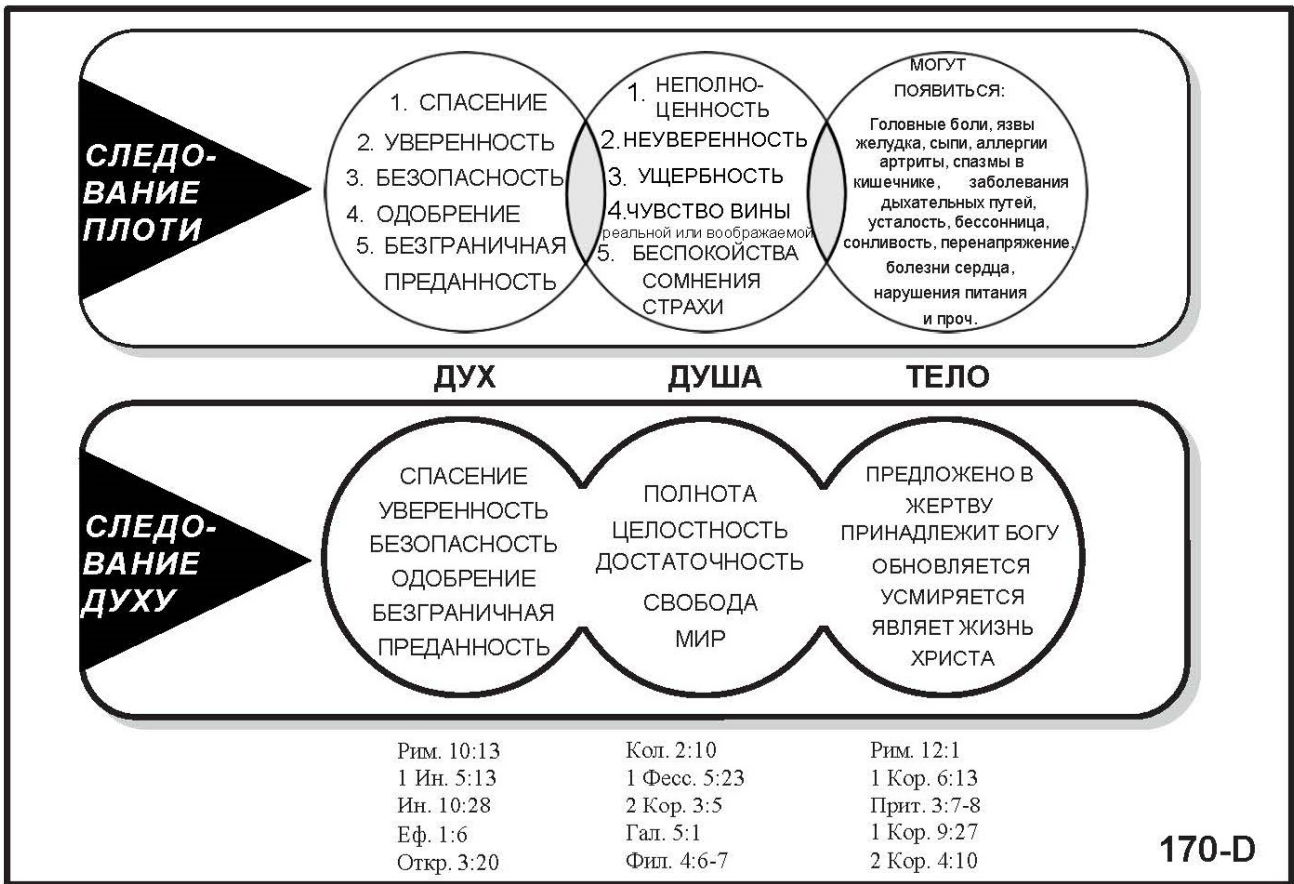 СЛЕДО-
ВАНИЕ
ПЛОТИ
1. СПАСЕНИЕ
2. УВЕРЕННОСТЬ
3. БЕЗОПАСНОСТЬ
4. ОДОБРЕНИЕ
5. БЕЗГРАНИЧНАЯ
ПРЕДАННОСТЬ
1. НЕПОЛНО-
ЦЕННОСТЬ
2. НЕУВЕРЕННОСТЬ
3. УЩЕРБНОСТЬ
4. ЧУВСТВО ВИНЫ
реальной или воображаемой
5. БЕСПОКОЙСТВА
СОМНЕНИЯ
СТРАХИ
МОГУТ
ПОЯВИТЬСЯ:
Головные боли, язвы
желудка, сыпи, аллергии
артриты, спазмы в
кишечнике, заболевания
дыхательных путей,
усталость, бессонница,
сонливость, перенапряжение,
болезни сердца,
нарушения питания
и проч.
ДУХ
ДУША
ТЕЛО
СЛЕДО-
ВАНИЕ
ДУХУ
СПАСЕНИЕ
УВЕРЕННОСТЬ
БЕЗОПАСНОСТЬ
ОДОБРЕНИЕ
БЕЗГРАНИЧНАЯ
ПРЕДАННОСТЬ
ПОЛНОТА
ЦЕЛОСТНОСТЬ
ДОСТАТОЧНОСТЬ
СВОБОДА
МИР
ПРЕДЛОЖЕНО В
ЖЕРТВУ
ПРИНАДЛЕЖИТ БОГУ
ОБНОВЛЯЕТСЯ
УСМИРЯЕТСЯ
ЯВЛЯЕТ ЖИЗНЬ
ХРИСТА
Рим. 10:13
1 Ин. 5:13
Ин. 10:28
Еф. 1:6
Откр. 3:20
Кол. 2:10
1 Фесс. 5:23
2 Кор. 3:5
Гал. 5:1
Фил. 4:6-7
Рим. 12:1
1 Кор. 6:13
Прит. 3:7-8
1 Кор. 9:27
2 Кор. 4:10
170-D